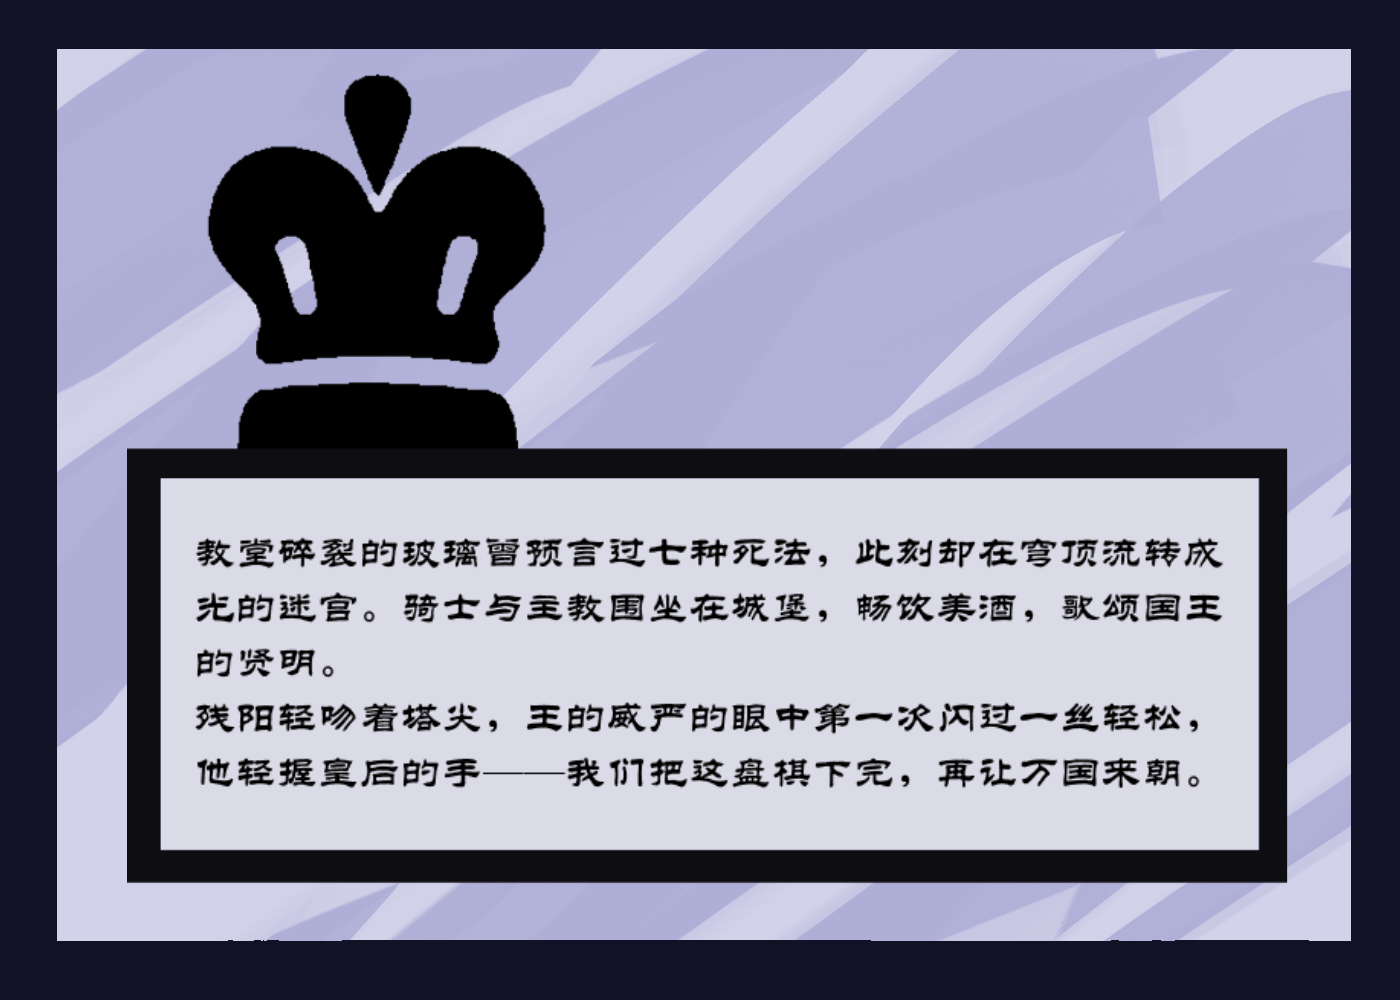 教堂碎裂的玻璃曾预言过七种死法，此刻却在穹顶流转成
光的迷宫。骑士与主教围坐在城堡，畅饮美酒，歌颂国王
的贤明。
残阳轻吻着塔尖，王的威严的眼中第一次闪过一丝轻松，
他轻握皇后的手——我们把这盘棋下完，再让万国来朝。